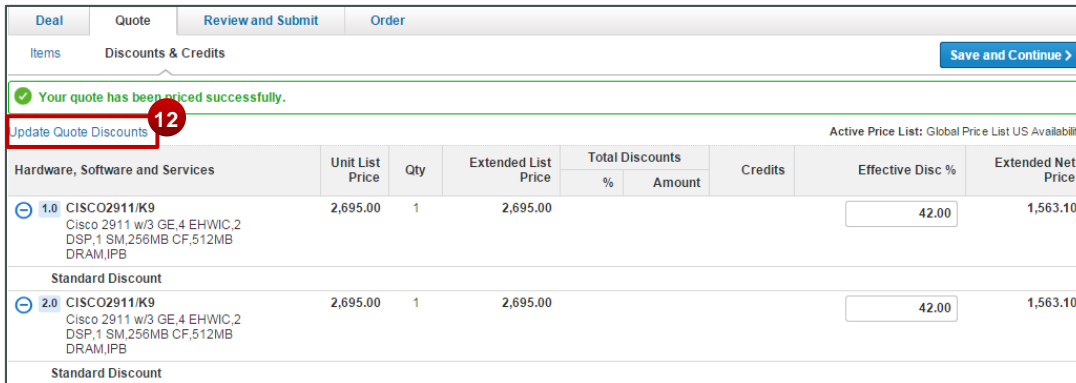 Deal Quote Review and Submit Order
Items Discounts & Credits Save and Continue >
Your quote has been priced successfully.
12
Update Quote Discounts Active Price List: Global Price List US Availabilit
Hardware, Software and Services Unit List Price Qty Extended List Price Total Discounts % Amount Credits Effective Disc % Extended Net Price
1.0 CISCO2911/K9 2,695.00 1 2,695.00 42.00 1,563.10
Cisco 2911 w/3 GE,4 EHWIC,2
DSP,1 SM,256MB CF,512MB
DRAM,IPB
Standard Discount
2.0 CISCO2911/K9 2,695.00 1 2,695.00 42.00 1,563.10
Cisco 2911 w/3 GE,4 EHWIC,2
DSP,1 SM,256MB CF,512MB
DRAM,IPB
Standard Discount